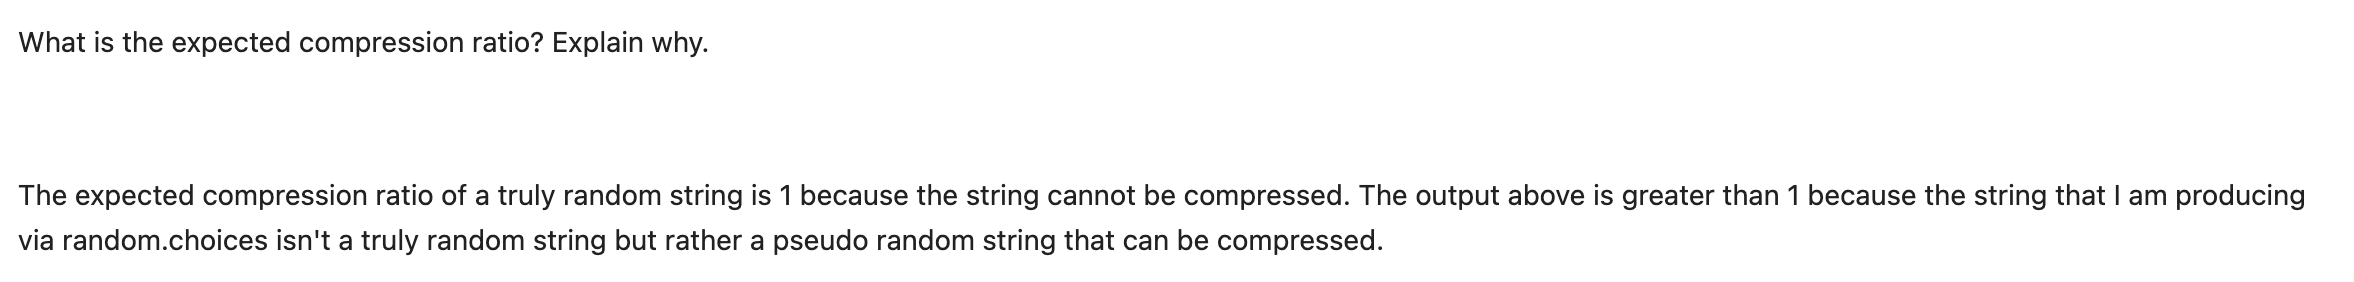 What is the expected compression ratio? Explain why.
The expected compression ratio of a truly random string is 1 because the string cannot be compressed. The output above is greater than 1 because the string that I am producing
via random.choices isn't a truly random string but rather a pseudo random string that can be compressed.